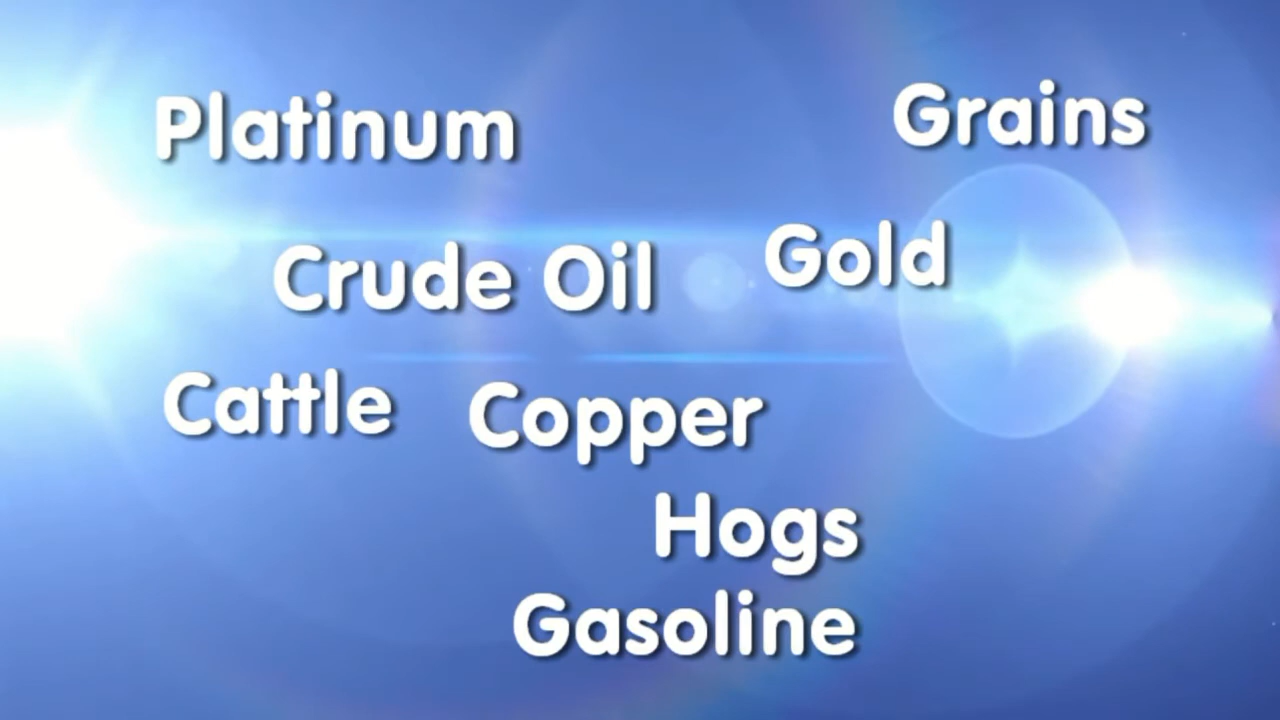 Platinum
Grains
Crude Oil
Gold
Cattle
Copper
Hogs
Gasoline